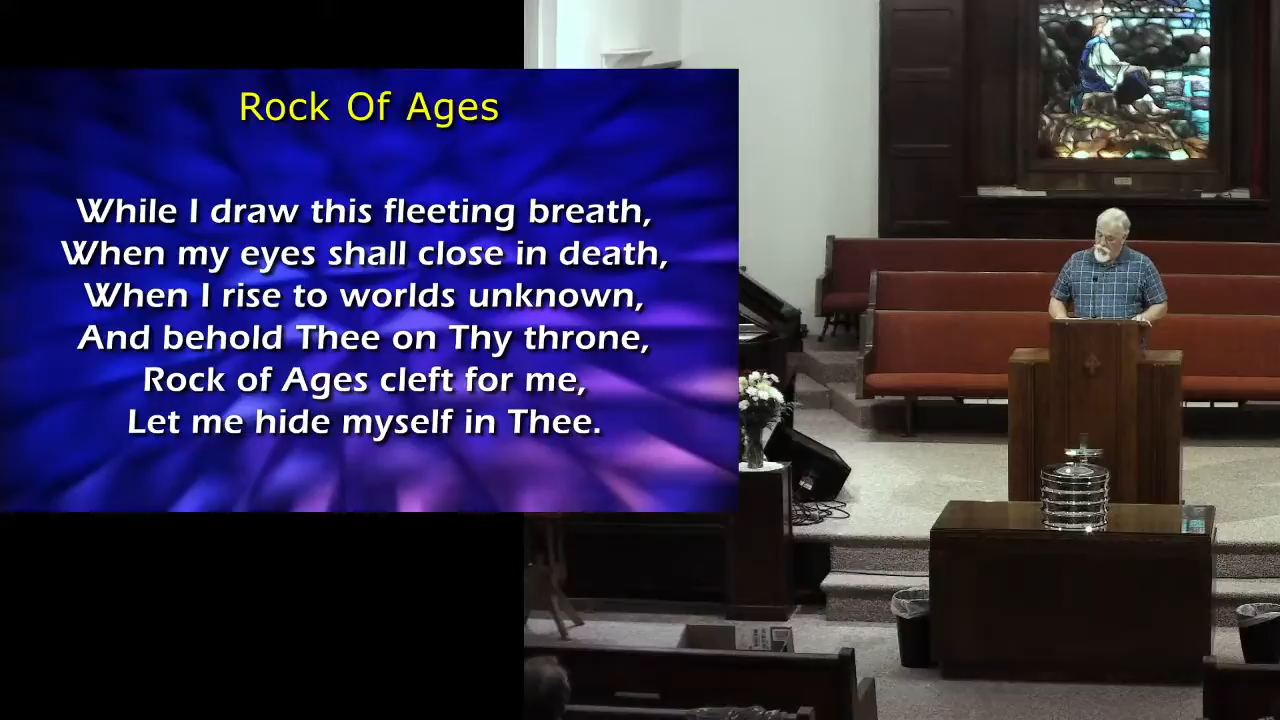 Rock Of Ages
While I draw this fleeting breath,
When my eyes shall close in death,
When I rise to worlds unknown,
And behold Thee on Thy throne,
Rock of Ages cleft for me,
Let me hide myself in Thee.